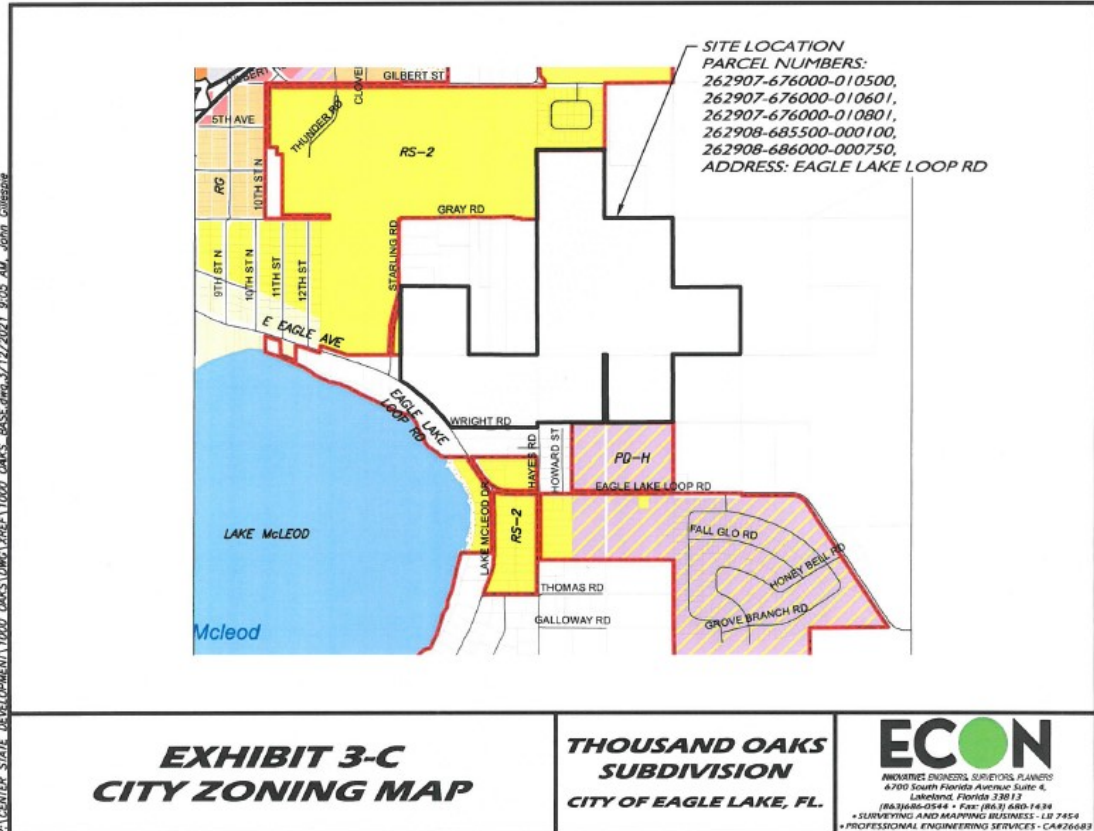 SITE LOCATION
PARCEL NUMBERS:
262907-676000-010500,
262907-676000-010601,
262907-676000-010801,
262908-685500-000100,
262908-686000-000750,
ADDRESS: EAGLE LAKE LOOP RD
GILBERT ST
THUNDER RD
5TH AVE
RS-2
RG
10TH ST N
GRAY RD
STARLING RD
9TH ST N
10TH ST N
11TH ST
12TH ST
E EAGLE AVE
EAGLE LAKE
LOOP RD
WRIGHT RD
HAYES RD
HOWARD ST
PD-H
EAGLE LAKE LOOP RD
LAKE McLEOD
LAKE MCLEOD DR
RS-2
FALL GLO RD
HONEY BELL RD
THOMAS RD
GROVE BRANCH RD
GALLOWAY RD
Mcleod
EXHIBIT 3-C
CITY ZONING MAP
THOUSAND OAKS
SUBDIVISION
CITY OF EAGLE LAKE, FL.
ECON
INNOVATIVE ENGINEERS, SURVEYORS, PLANNERS
6700 South Florida Avenue Suite 4,
Lakeland, Florida 33813
(863)686-0544 • Fax: (863) 680-1434
• SURVEYING AND MAPPING BUSINESS - LB 7454
• PROFESSIONAL ENGINEERING SERVICES - CA#26683